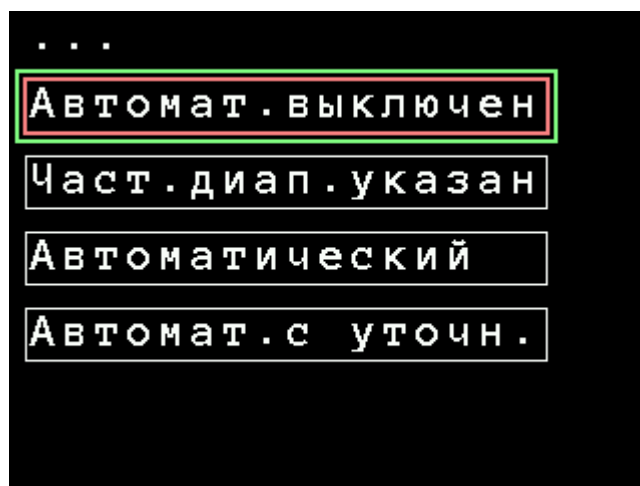 ...
Автомат.выключен
Част.диап.указан
Автоматический
Автомат.с уточн.